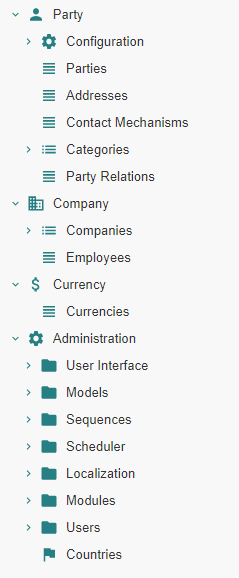 Party
Configuration
Parties
Addresses
Contact Mechanisms
Categories
Party Relations
Company
Companies
Employees
Currency
Currencies
Administration
User Interface
Models
Sequences
Scheduler
Localization
Modules
Users
Countries